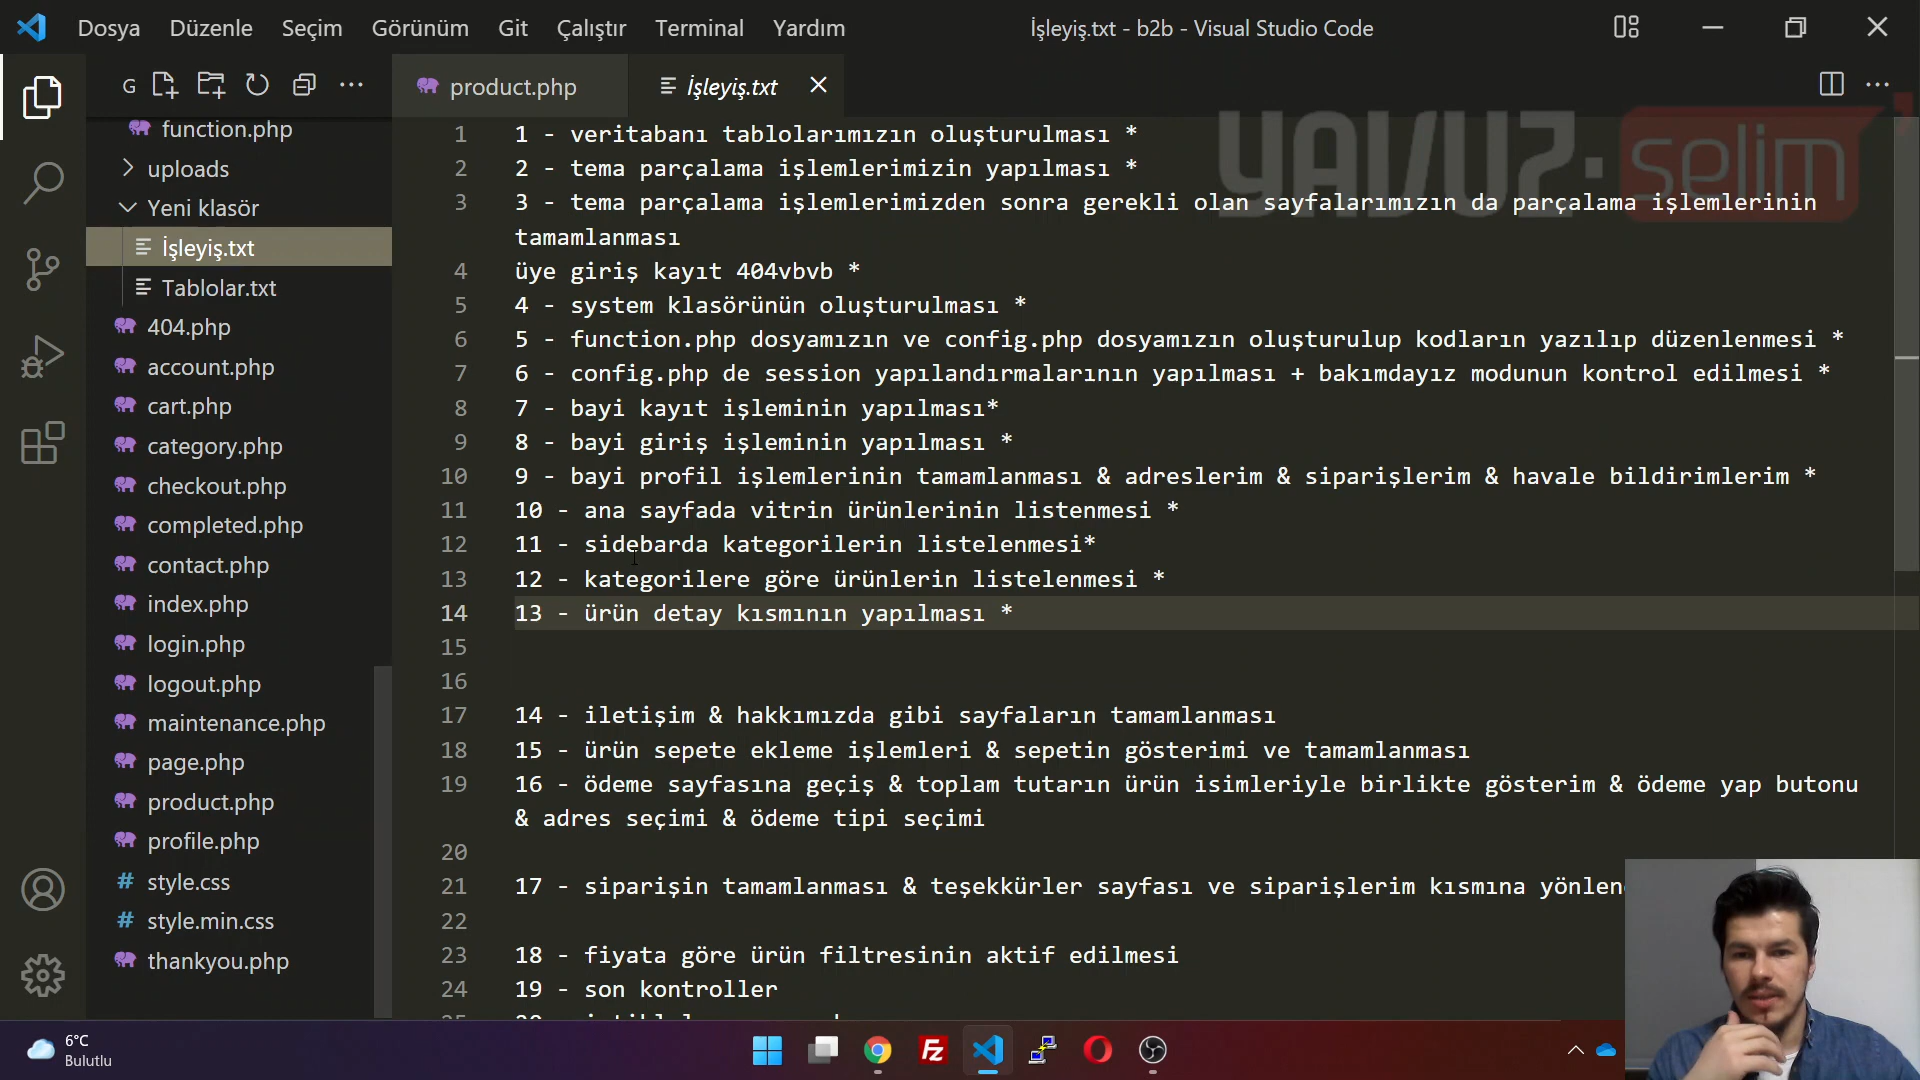 Dosya Düzenle Seçim Görünüm Git Çalıştır Terminal Yardım
İşleyiş.txt - b2b - Visual Studio Code
G
product.php
İşleyiş.txt
YAVUZ selim
function.php
uploads
Yeni klasör
İşleyiş.txt
Tablolar.txt
404.php
account.php
cart.php
category.php
checkout.php
completed.php
contact.php
index.php
login.php
logout.php
maintenance.php
page.php
product.php
profile.php
# style.css
# style.min.css
thankyou.php
1 1 - veritabanı tablolarımızın oluşturulması *
2 2 - tema parçalama işlemlerimizin yapılması *
3 3 - tema parçalama işlemlerimizden sonra gerekli olan sayfalarımızın da parçalama işlemlerinin
tamamlanması
4 üye giriş kayıt 404vbvb *
5 4 - system klasörünün oluşturulması *
6 5 - function.php dosyamızın ve config.php dosyamızın oluşturulup kodların yazılıp düzenlenmesi *
7 6 - config.php de session yapılandırmalarının yapılması + bakımdayız modunun kontrol edilmesi *
8 7 - bayi kayıt işleminin yapılması*
9 8 - bayi giriş işleminin yapılması *
10 9 - bayi profil işlemlerinin tamamlanması & adreslerim & siparişlerim & havale bildirimlerim *
11 10 - ana sayfada vitrin ürünlerinin listenmesi *
12 11 - sidebarda kategorilerin listelenmesi*
13 12 - kategorilere göre ürünlerin listelenmesi *
14 13 - ürün detay kısmının yapılması *
15
16
17 14 - iletişim & hakkımızda gibi sayfaların tamamlanması
18 15 - ürün sepete ekleme işlemleri & sepetin gösterimi ve tamamlanması
19 16 - ödeme sayfasına geçiş & toplam tutarın ürün isimleriyle birlikte gösterim & ödeme yap butonu
& adres seçimi & ödeme tipi seçimi
20
21 17 - siparişin tamamlanması & teşekkürler sayfası ve siparişlerim kısmına
22
23 18 - fiyata göre ürün filtresinin aktif edilmesi
24 19 - son kontroller
6°C
Bulutlu
Fz